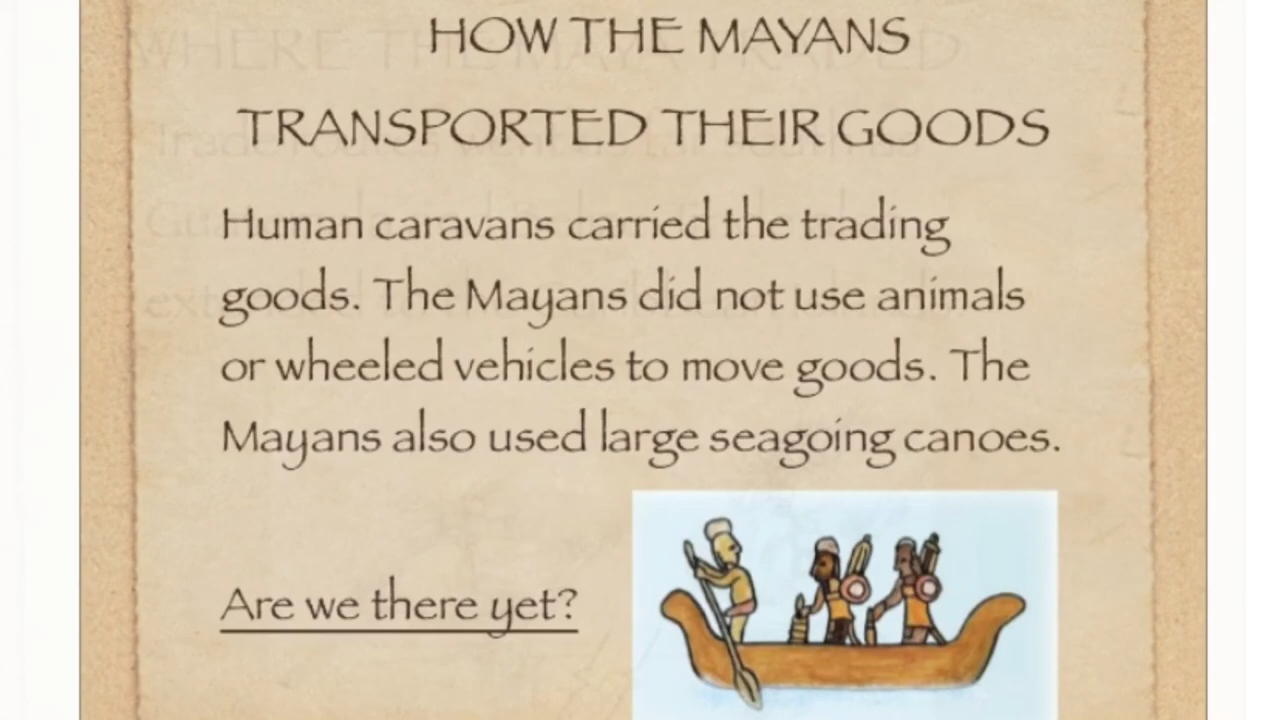 HOW THE MAYANS
TRANSPORTED THEIR GOODS
Human caravans carried the trading
goods. The Mayans did not use animals
or wheeled vehicles to move goods. The
Mayans also used large seagoing canoes.
Are we there yet?